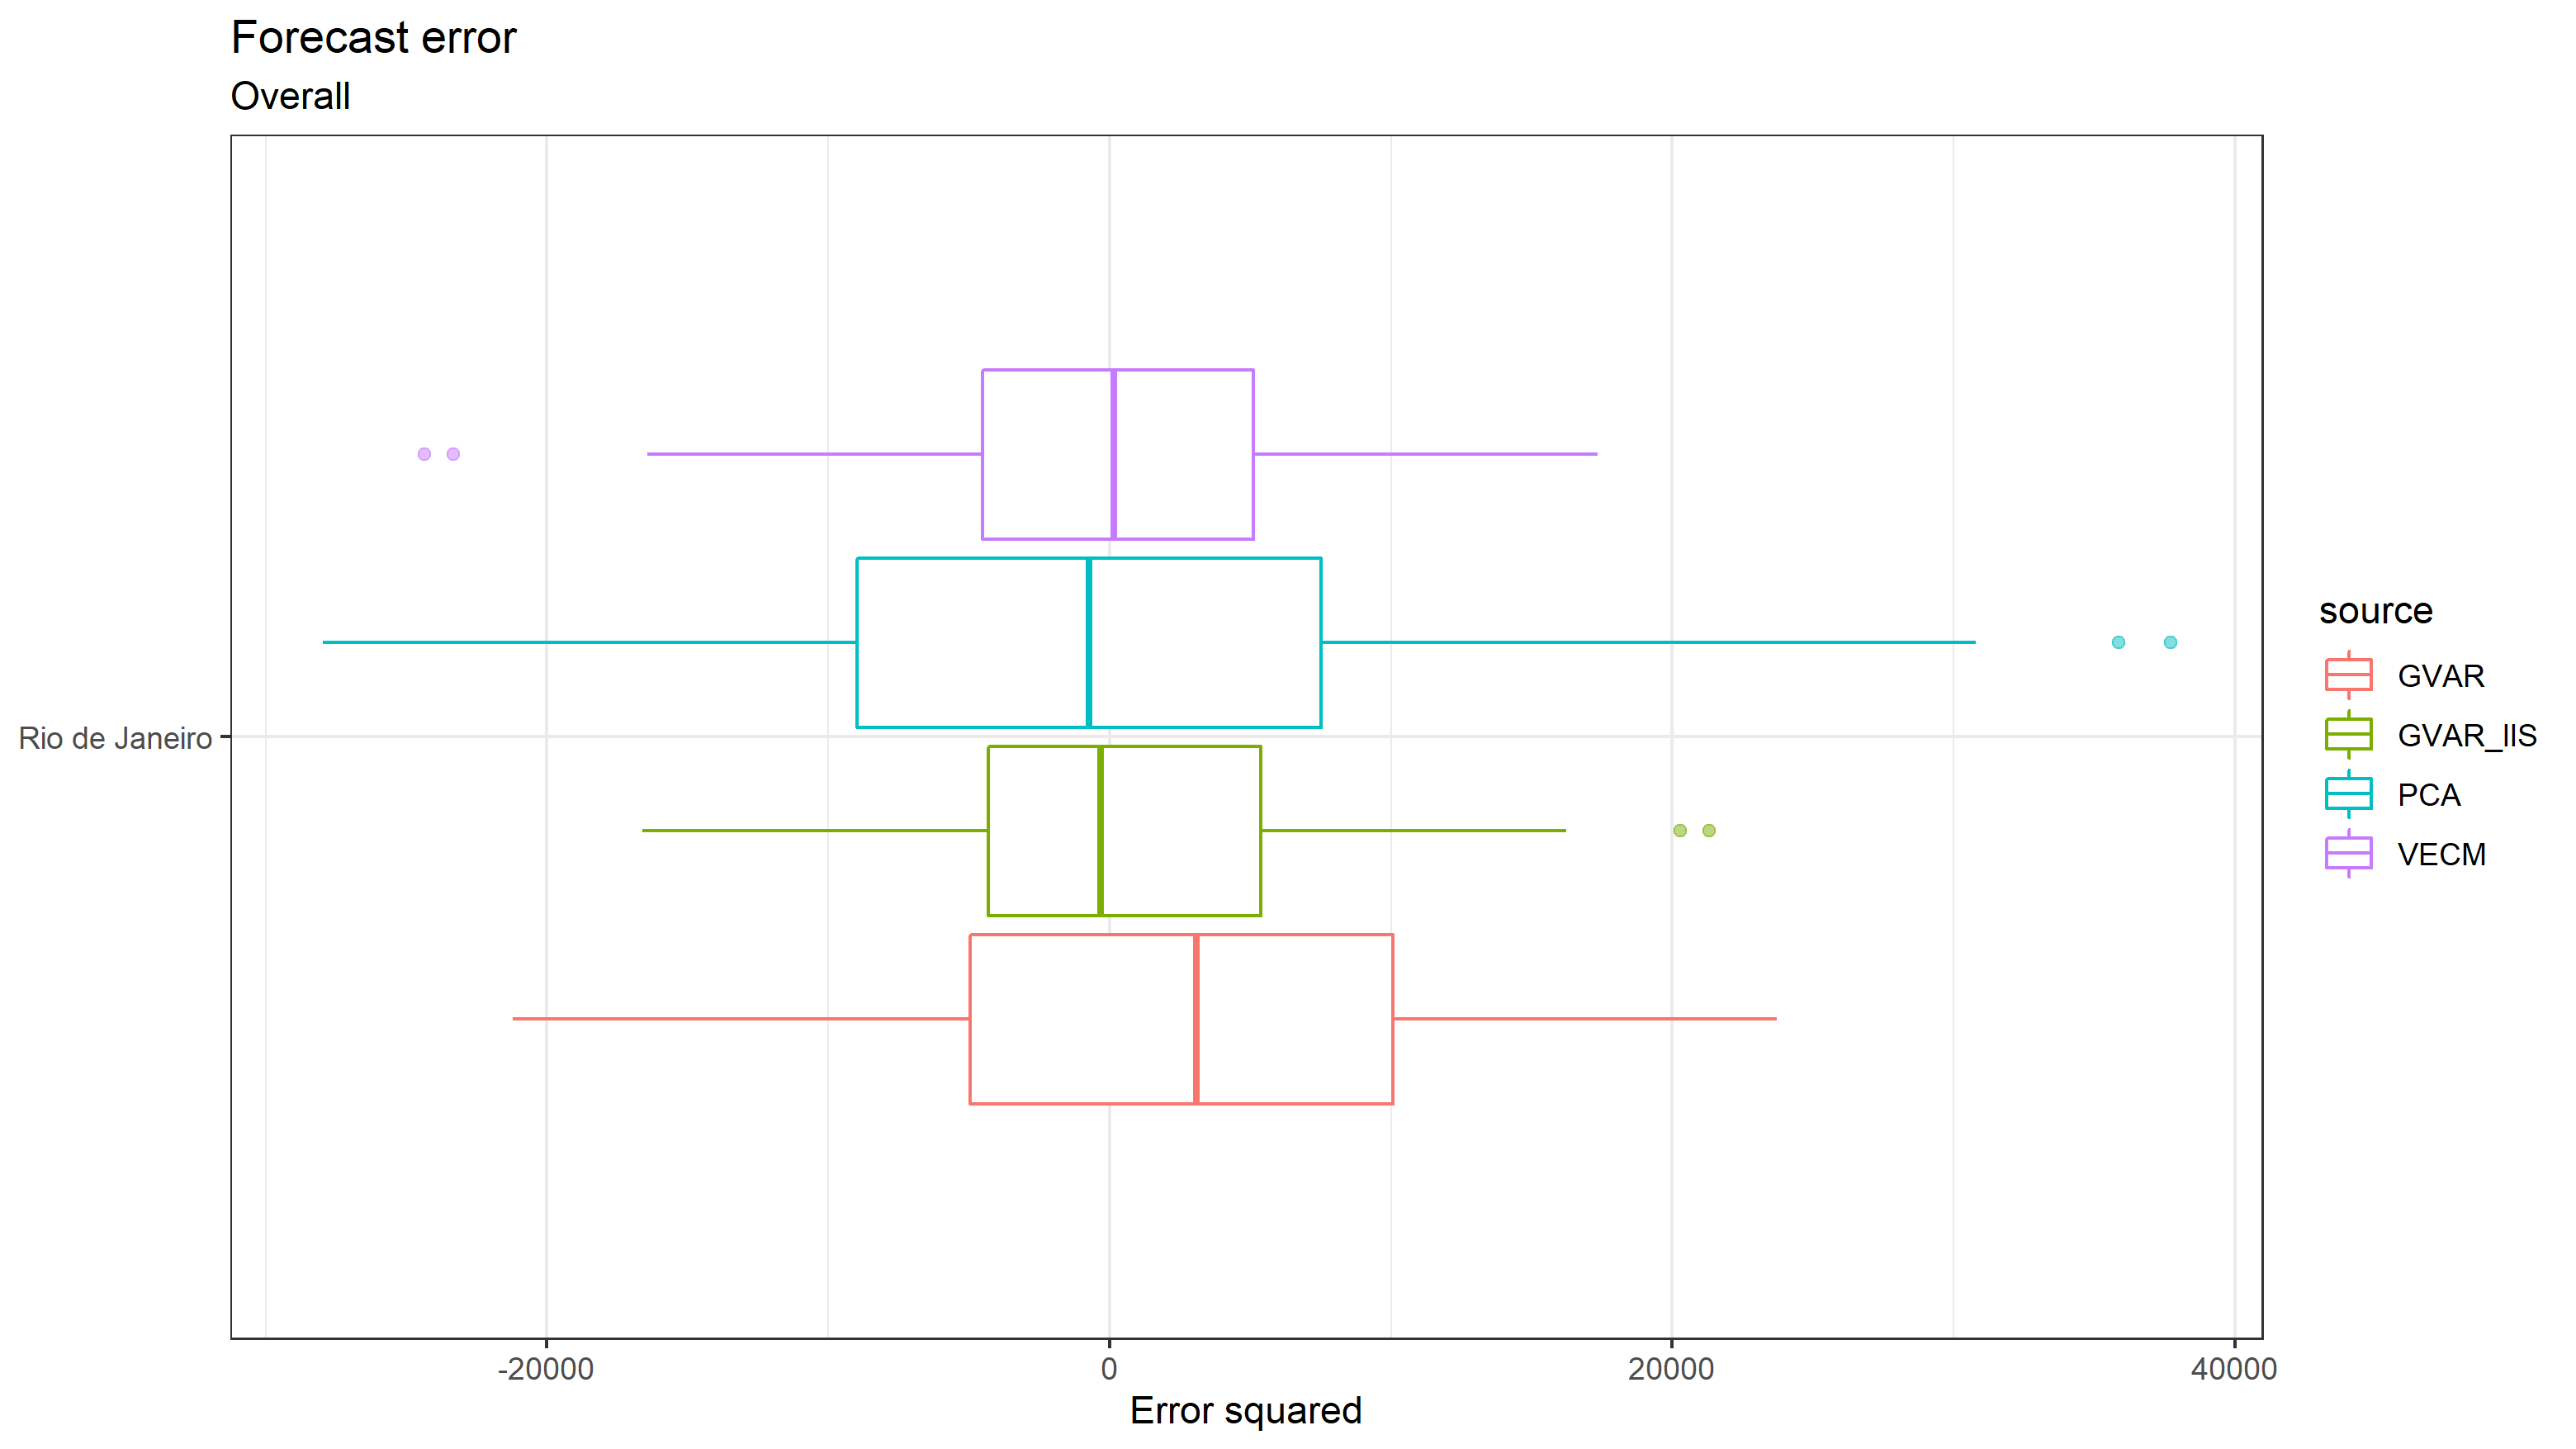 Forecast error
Overall
Rio de Janeiro
-20000
0
20000
40000
Error squared
source
GVAR
GVAR_IIS
PCA
VECM